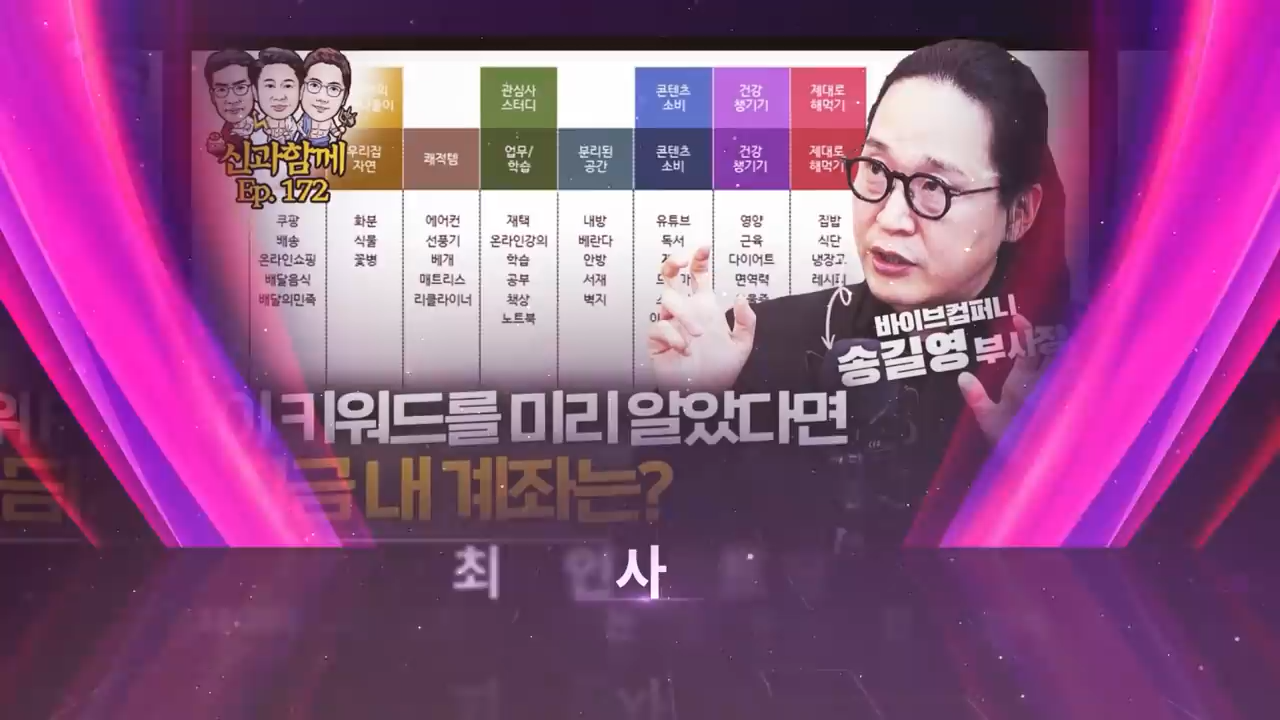 신과함께
Ep. 172
관심사
스터디
콘텐츠
소비
건강
챙기기
제대로
해먹기
우리집
자연
쾌적템
업무/
학습
분리된
공간
콘텐츠
소비
건강
챙기기
제대로
해먹기
쿠팡
배송
온라인쇼핑
배달음식
배달의민족
화분
식물
꽃병
에어컨
선풍기
베개
매트리스
리클라이너
재택
온라인강의
학습
공부
책상
노트북
내방
베란다
안방
서재
벽지
유튜브
독서
영양
근육
다이어트
면역력
집밥
식단
냉장고
레시피
바이브컴퍼니
송길영 부사장
이 키워드를 미리 알았다면
지금 내 계좌는?
최 사